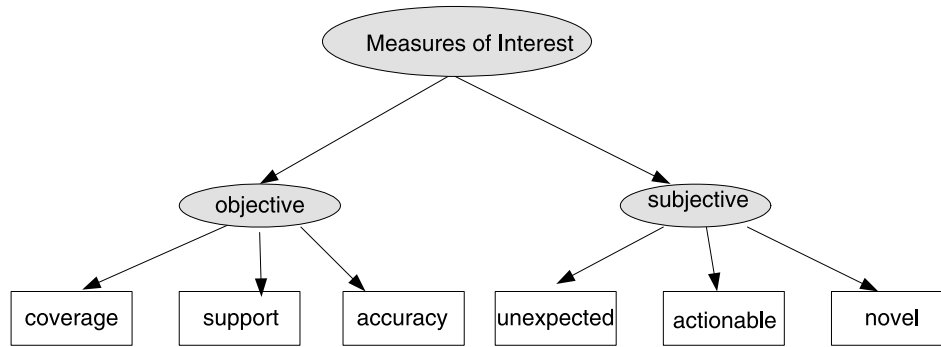 Measures of Interest
objective
subjective
coverage
support
accuracy
unexpected
actionable
novel